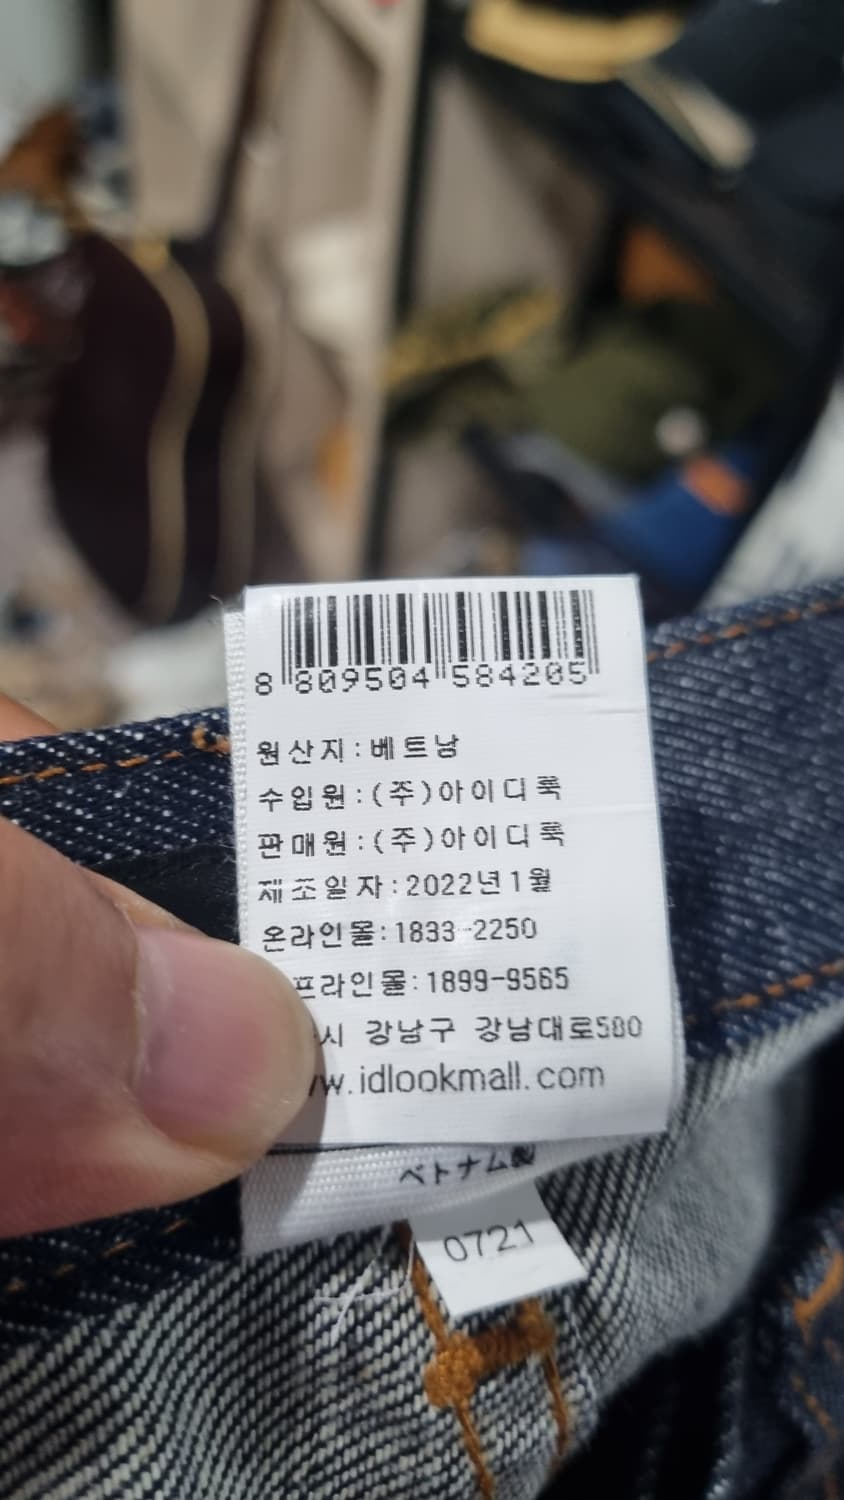 8 809504 584205
원산지:베트남
수입원:(주)아이디룩
판매원:(주)아이디룩
제조일자:2022년1월
온라인몰:1833-2250
프라인몰:1899-9565
시 강남구 강남대로580
w.idlookmall.com
ベトナム製
0721